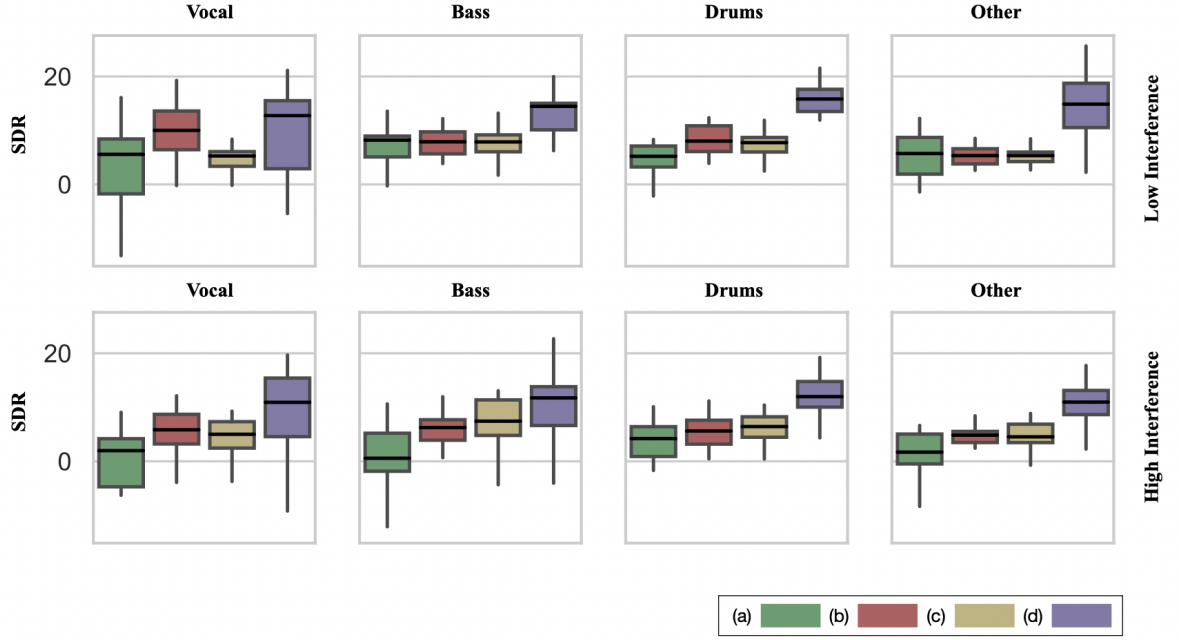 Vocal Bass Drums Other
20
SDR
0
Low Interference
Vocal Bass Drums Other
20
SDR
0
High Interference
(a) (b) (c) (d)